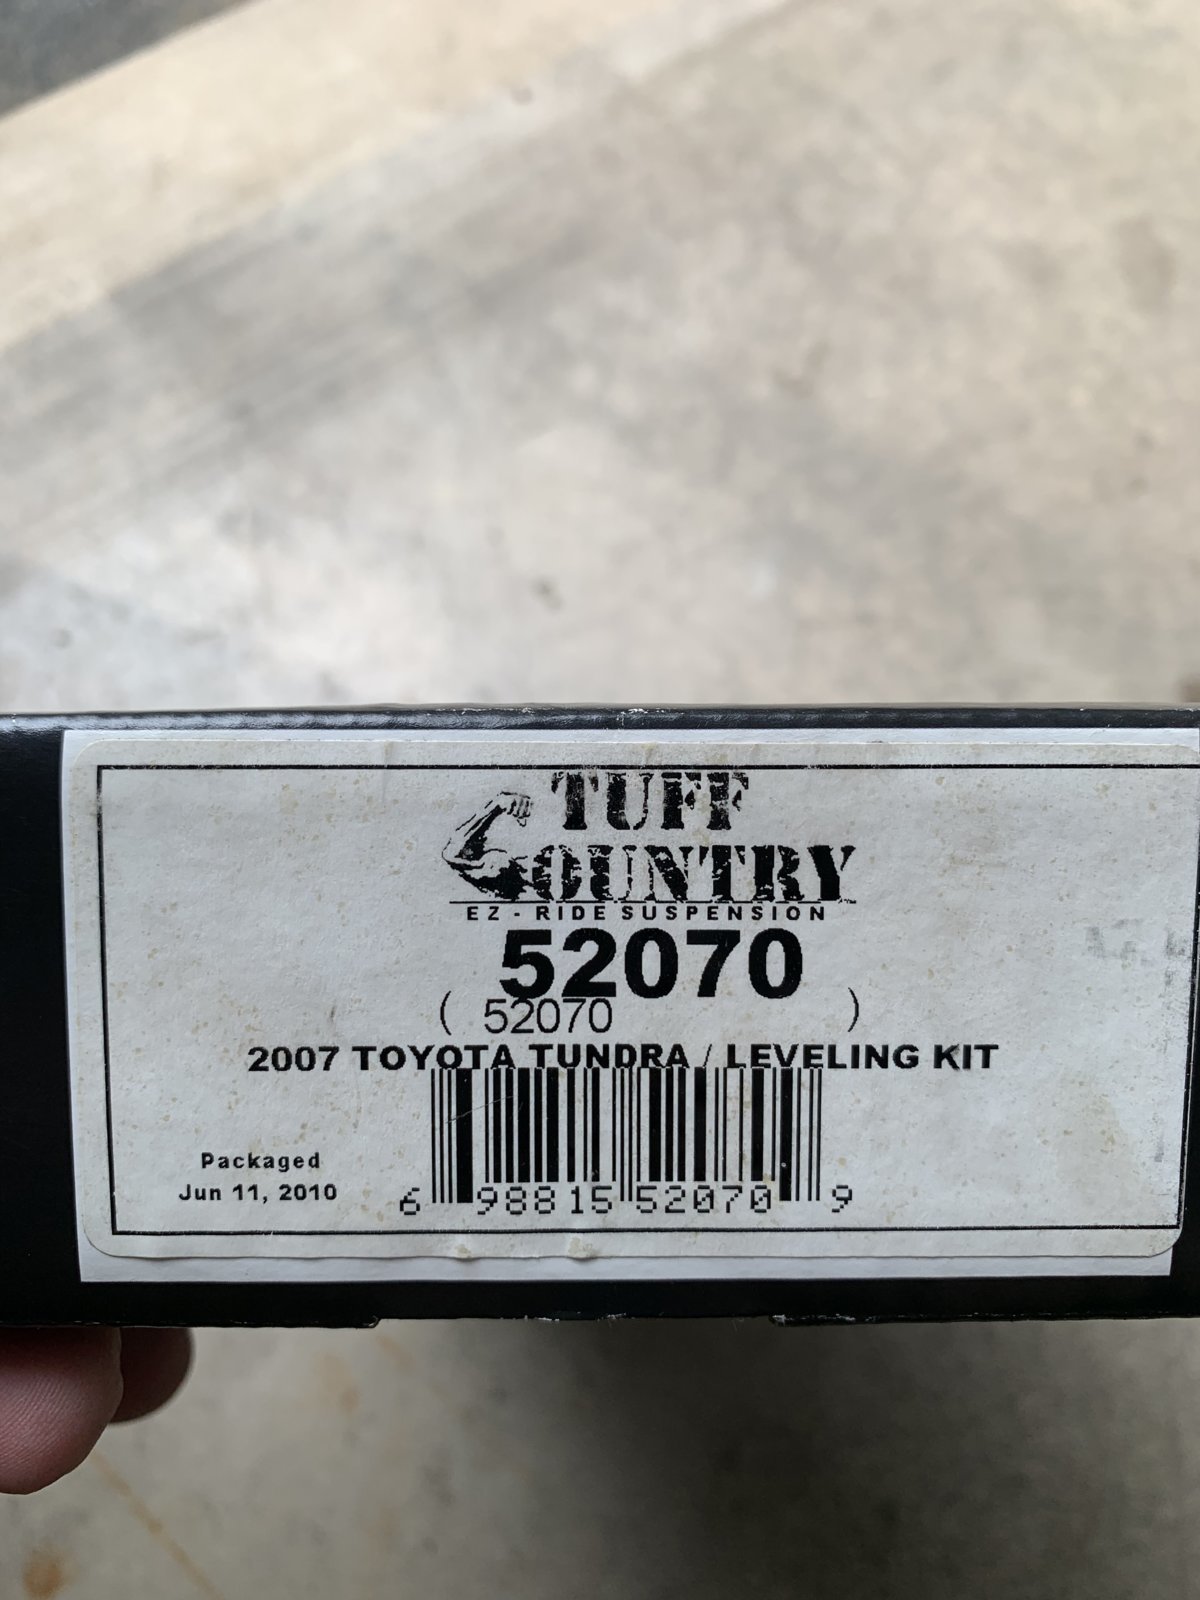 TUFF
COUNTRY
EZ - RIDE SUSPENSION
52070
( 52070 )
2007 TOYOTA TUNDRA / LEVELING KIT
Packaged
Jun 11, 2010
6 98815 52070 9